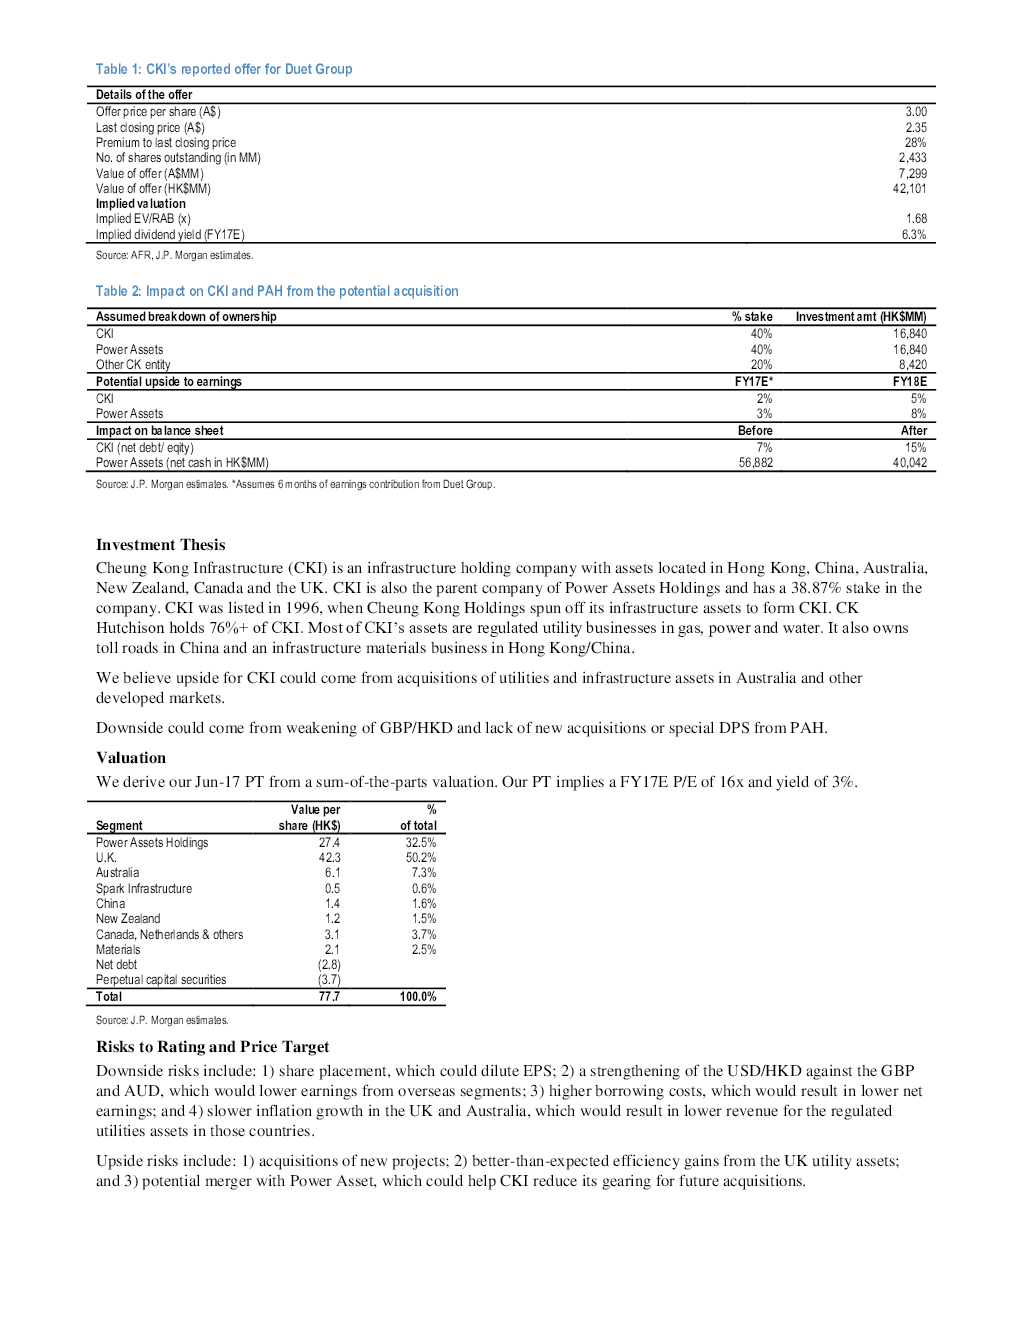 Table 1: CKI's reported offer for Duet Group
Details of the offer
Offer price per share (A$) 3.00
Last closing price (A$) 2.35
Premium to last closing price 28%
No. of shares outstanding (in MM) 2,433
Value of offer (A$MM) 7,299
Value of offer (HK$MM) 42,101
Implied valuation
Implied EV/RAB (x) 1.68
Implied dividend yield (FY17E) 6.3%
Source: AFR, J.P. Morgan estimates.
Table 2: Impact on CKI and PAH from the potential acquisition
Assumed breakdown of ownership % stake Investment amt (HK$MM)
CKI 40% 16,840
Power Assets 40% 16,840
Other CK entity 20% 8,420
Potential upside to earnings FY17E* FY18E
CKI 2% 5%
Power Assets 3% 8%
Impact on balance sheet Before After
CKI (net debt/ eqity) 7% 15%
Power Assets (net cash in HK$MM) 56,882 40,042
Source: J.P. Morgan estimates. *Assumes 6 months of earnings contribution from Duet Group.
Investment Thesis
Cheung Kong Infrastructure (CKI) is an infrastructure holding company with assets located in Hong Kong, China, Australia,
New Zealand, Canada and the UK. CKI is also the parent company of Power Assets Holdings and has a 38.87% stake in the
company. CKI was listed in 1996, when Cheung Kong Holdings spun off its infrastructure assets to form CKI. CK
Hutchison holds 76%+ of CKI. Most of CKI's assets are regulated utility businesses in gas, power and water. It also owns
toll roads in China and an infrastructure materials business in Hong Kong/China.
We believe upside for CKI could come from acquisitions of utilities and infrastructure assets in Australia and other
developed markets.
Downside could come from weakening of GBP/HKD and lack of new acquisitions or special DPS from PAH.
Valuation
We derive our Jun-17 PT from a sum-of-the-parts valuation. Our PT implies a FY17E P/E of 16x and yield of 3%.
Value per %
Segment share (HK$) of total
Power Assets Holdings 27.4 32.5%
U.K. 42.3 50.2%
Australia 6.1 7.3%
Spark Infrastructure 0.5 0.6%
China 1.4 1.6%
New Zealand 1.2 1.5%
Canada, Netherlands & others 3.1 3.7%
Materials 2.1 2.5%
Net debt (2.8)
Perpetual capital securities (3.7)
Total 77.7 100.0%
Source: J.P. Morgan estimates.
Risks to Rating and Price Target
Downside risks include: 1) share placement, which could dilute EPS; 2) a strengthening of the USD/HKD against the GBP
and AUD, which would lower earnings from overseas segments; 3) higher borrowing costs, which would result in lower net
earnings; and 4) slower inflation growth in the UK and Australia, which would result in lower revenue for the regulated
utilities assets in those countries.
Upside risks include: 1) acquisitions of new projects; 2) better-than-expected efficiency gains from the UK utility assets;
and 3) potential merger with Power Asset, which could help CKI reduce its gearing for future acquisitions.